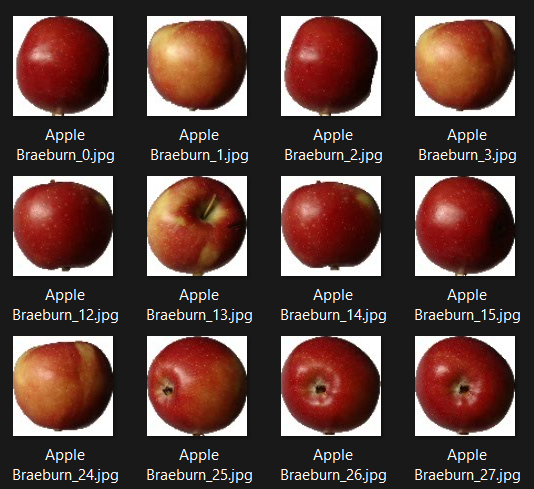 Apple
Braeburn_0.jpg
Apple
Braeburn_1.jpg
Apple
Braeburn_2.jpg
Apple
Braeburn_3.jpg
Apple
Braeburn_12.jpg
Apple
Braeburn_13.jpg
Apple
Braeburn_14.jpg
Apple
Braeburn_15.jpg
Apple
Braeburn_24.jpg
Apple
Braeburn_25.jpg
Apple
Braeburn_26.jpg
Apple
Braeburn_27.jpg